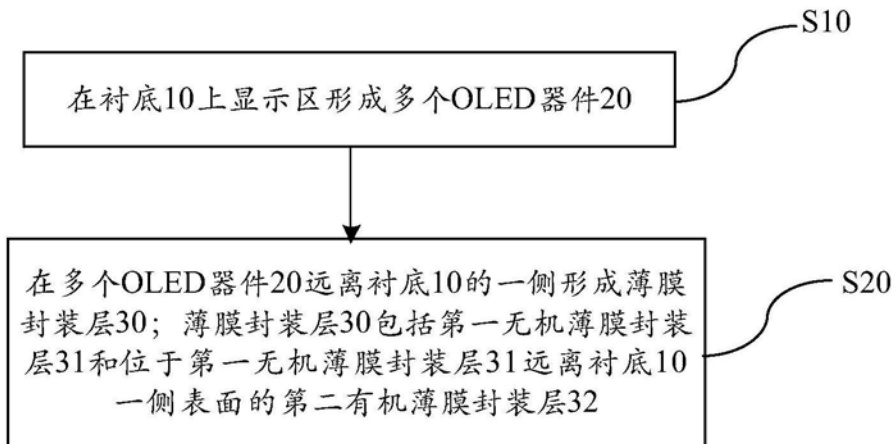 S10
在衬底10上显示区形成多个OLED器件20
S20
在多个OLED器件20远离衬底10的一侧形成薄膜
封装层30；薄膜封装层30包括第一无机薄膜封装
层31和位于第一无机薄膜封装层31远离衬底10
一侧表面的第二有机薄膜封装层32